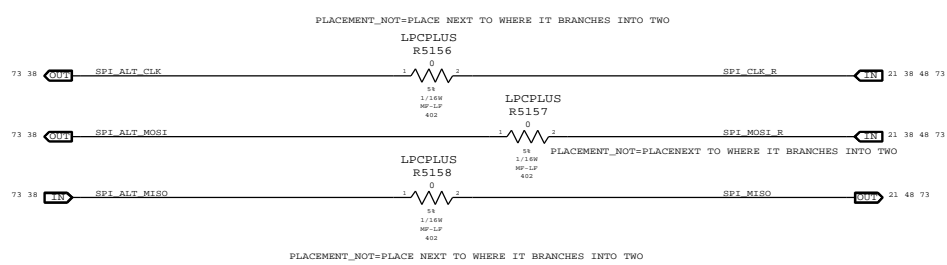 PLACEMENT_NOT=PLACE NEXT TO WHERE IT BRANCHES INTO TWO
LPCPLUS
R5156
0
73 38 OUT SPI_ALT_CLK 1 2 SPI_CLK_R IN 21 38 48 73
5%
1/16W
MF-LF
402
LPCPLUS
R5157
0
73 38 OUT SPI_ALT_MOSI 1 2 SPI_MOSI_R IN 21 38 48 73
5%
1/16W
MF-LF
402
PLACEMENT_NOT=PLACENEXT TO WHERE IT BRANCHES INTO TWO
LPCPLUS
R5158
0
73 38 IN SPI_ALT_MISO 1 2 SPI_MISO OUT 21 48 73
5%
1/16W
MF-LF
402
PLACEMENT_NOT=PLACE NEXT TO WHERE IT BRANCHES INTO TWO